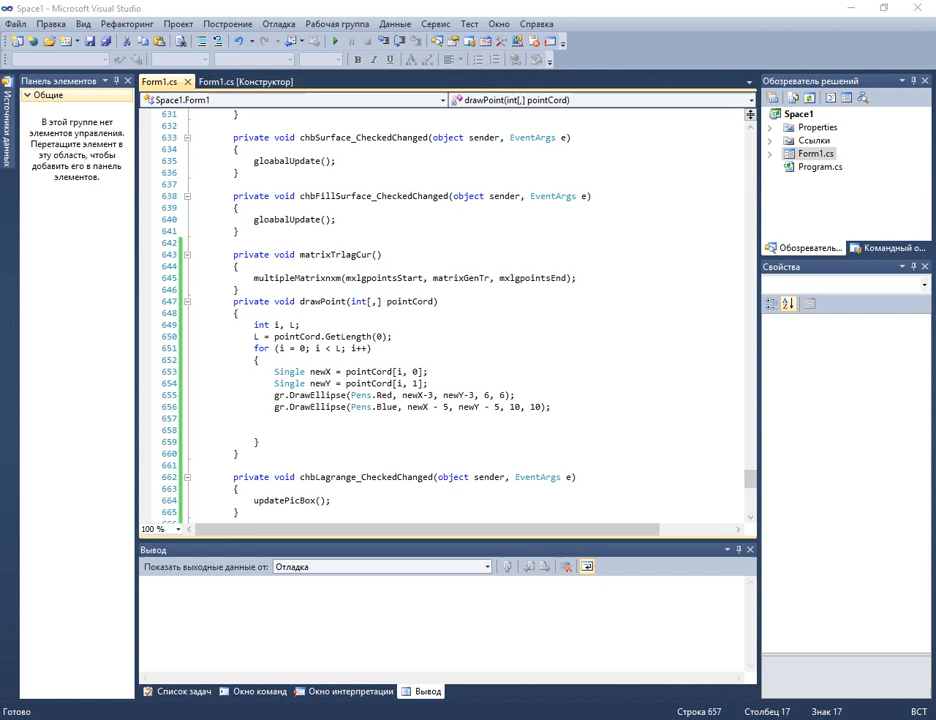 Space1 - Microsoft Visual Studio
Файл Правка Вид Рефакторинг Проект Построение Отладка Рабочая группа Данные Сервис Тест Окно Справка
Панель элементов
Общие
В этой группе нет
элементов управления.
Перетащите элемент в
эту область, чтобы
добавить его в панель
элементов.
Источники данных
Form1.cs Form1.cs [Конструктор]
Space1.Form1 drawPoint(int[,] pointCord)
631 }
632
633 private void chbSurface_CheckedChanged(object sender, EventArgs e)
634 {
635 gloabalUpdate();
636 }
637
638 private void chbFillSurface_CheckedChanged(object sender, EventArgs e)
639 {
640 gloabalUpdate();
641 }
642
643 private void matrixTrlagCur()
644 {
645 multipleMatrixnxm(mxlgpointsStart, matrixGenTr, mxlgpointsEnd);
646 }
647 private void drawPoint(int[,] pointCord)
648 {
649 int i, L;
650 L = pointCord.GetLength(0);
651 for (i = 0; i < L; i++)
652 {
653 Single newX = pointCord[i, 0];
654 Single newY = pointCord[i, 1];
655 gr.DrawEllipse(Pens.Red, newX-3, newY-3, 6, 6);
656 gr.DrawEllipse(Pens.Blue, newX - 5, newY - 5, 10, 10);
657
658
659 }
660 }
661
662 private void chbLagrange_CheckedChanged(object sender, EventArgs e)
663 {
664 updatePicBox();
665 }
100 %
Вывод
Показать выходные данные от: Отладка
Список задач Окно команд Окно интерпретации Вывод
Обозреватель решений
Space1
Properties
Ссылки
Form1.cs
Program.cs
Обозреватель... Командный о...
Свойства
Готово Строка 657 Столбец 17 Знак 17 ВСТ